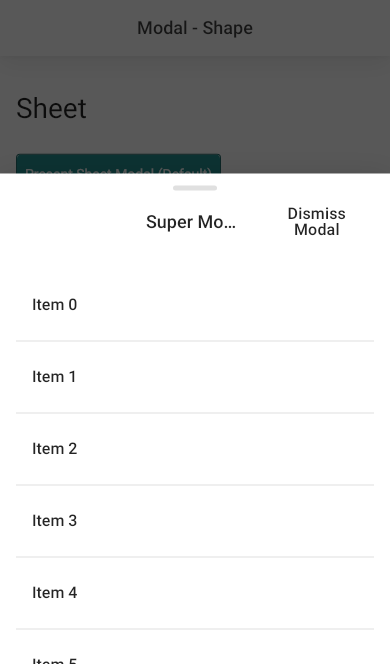 Modal - Shape
Sheet
Present Sheet Modal (Default)
Super Mo...
Dismiss
Modal
Item 0
Item 1
Item 2
Item 3
Item 4
Item 5